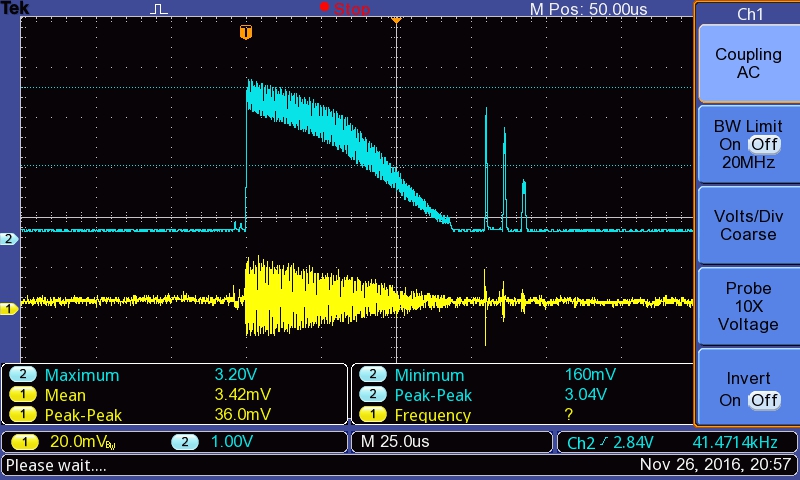 Tek
Stop
M Pos: 50.00us
Ch1
T
Coupling
AC
BW Limit
On Off
20MHz
Volts/Div
Coarse
Probe
10X
Voltage
Invert
On Off
2
1
2 Maximum 3.20V
1 Mean 3.42mV
1 Peak-Peak 36.0mV
2 Minimum 160mV
2 Peak-Peak 3.04V
1 Frequency ?
1 20.0mVBW 2 1.00V
M 25.0us
Ch2 / 2.84V 41.4714kHz
Please wait....
Nov 26, 2016, 20:57